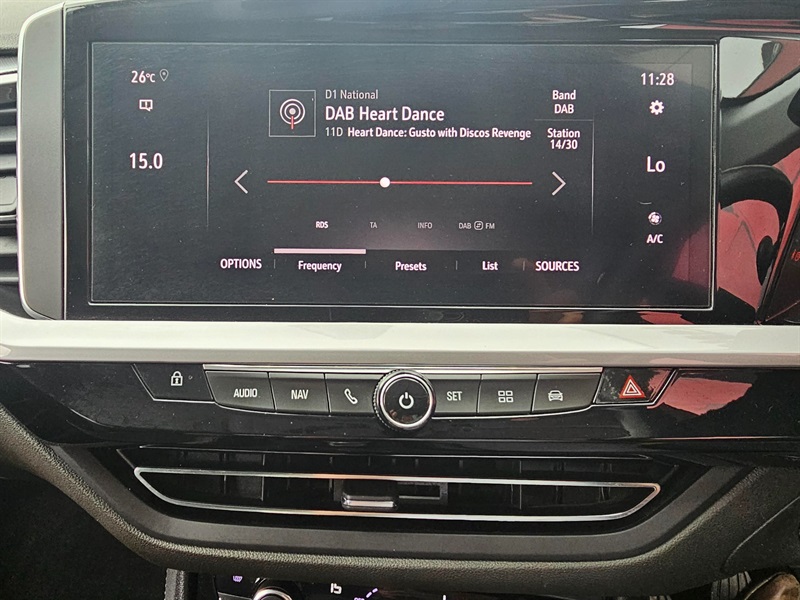 26°C
11:28
D1 National
DAB Heart Dance
11D Heart Dance: Gusto with Discos Revenge
Band
DAB
Station
14/30
15.0
Lo
A/C
RDS
TA
INFO
DAB FM
OPTIONS
Frequency
Presets
List
SOURCES
AUDIO
NAV
SET
15